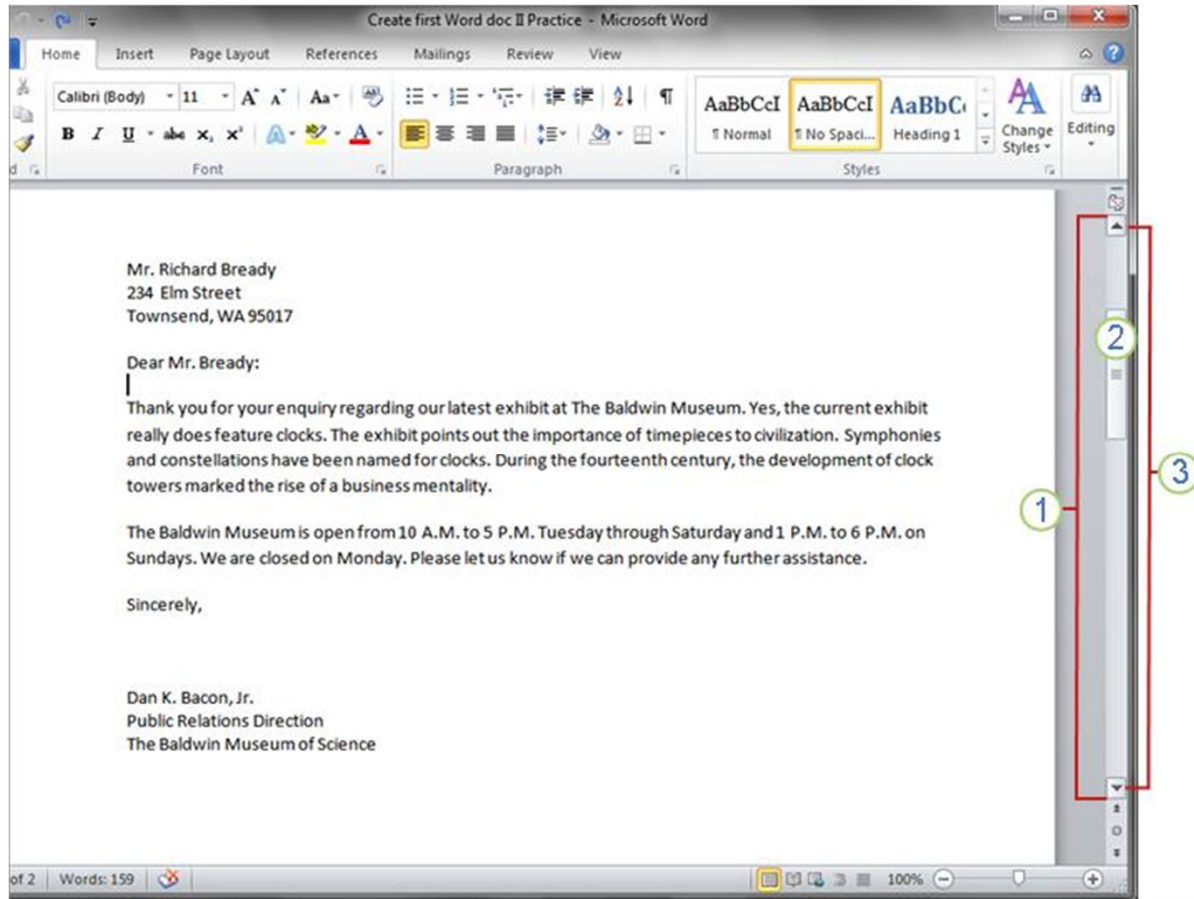 Create first Word doc II Practice - Microsoft Word
Home Insert Page Layout References Mailings Review View
Calibri (Body) 11 A A Aa AaBbCcI AaBbCcI AaBbC
B I U abc x, x² A A ¶ Normal ¶ No Spaci... Heading 1 Change Styles Editing
Font Paragraph Styles
Mr. Richard Bready
234 Elm Street
Townsend, WA 95017
Dear Mr. Bready:
Thank you for your enquiry regarding our latest exhibit at The Baldwin Museum. Yes, the current exhibit
really does feature clocks. The exhibit points out the importance of timepieces to civilization. Symphonies
and constellations have been named for clocks. During the fourteenth century, the development of clock
towers marked the rise of a business mentality.
The Baldwin Museum is open from 10 A.M. to 5 P.M. Tuesday through Saturday and 1 P.M. to 6 P.M. on
Sundays. We are closed on Monday. Please let us know if we can provide any further assistance.
Sincerely,
Dan K. Bacon, Jr.
Public Relations Direction
The Baldwin Museum of Science
1
2
3
of 2 Words: 159 100%